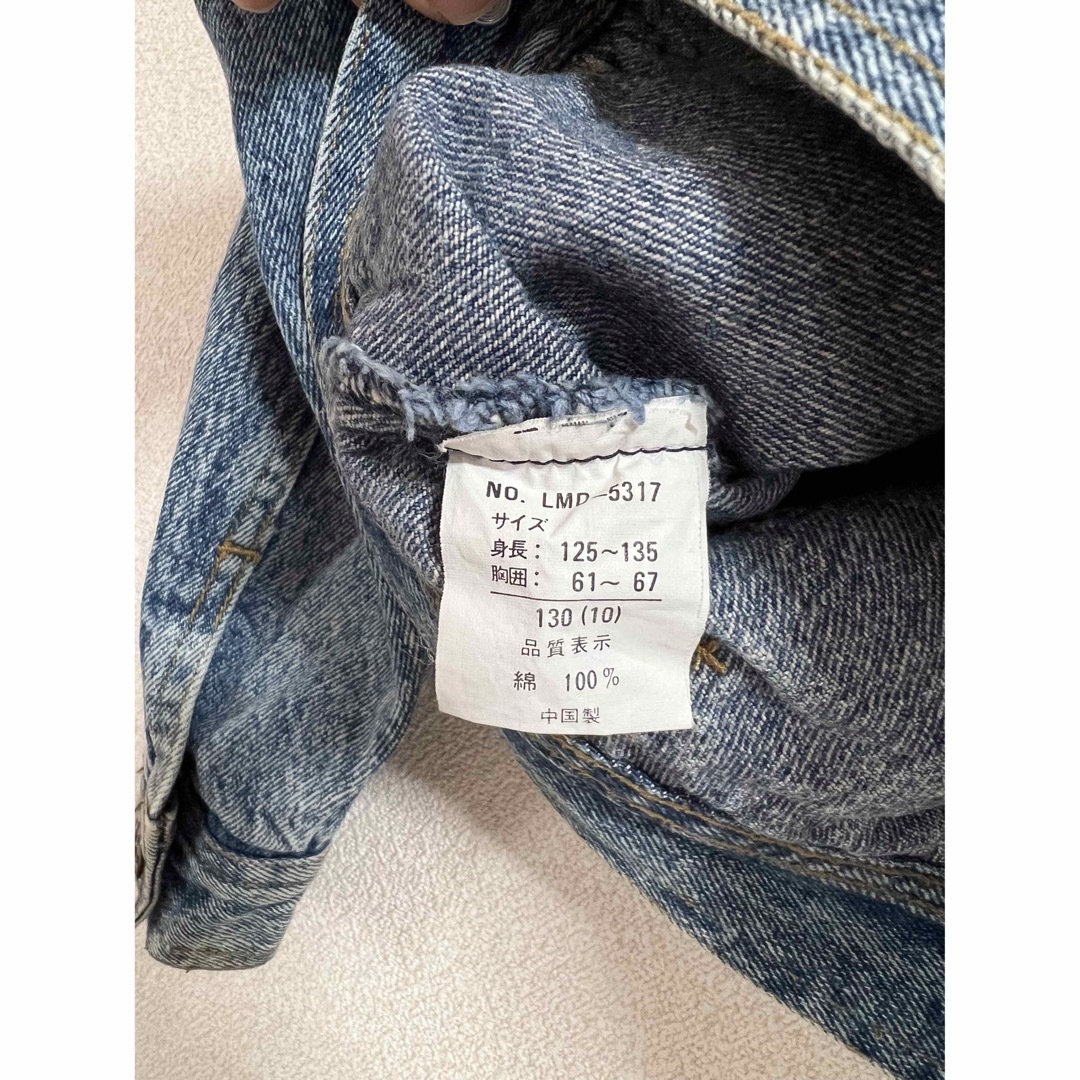 NO. LMD-5317
サイズ
身長: 125~135
胸囲: 61~ 67
130 (10)
品質表示
綿 100%
中国製